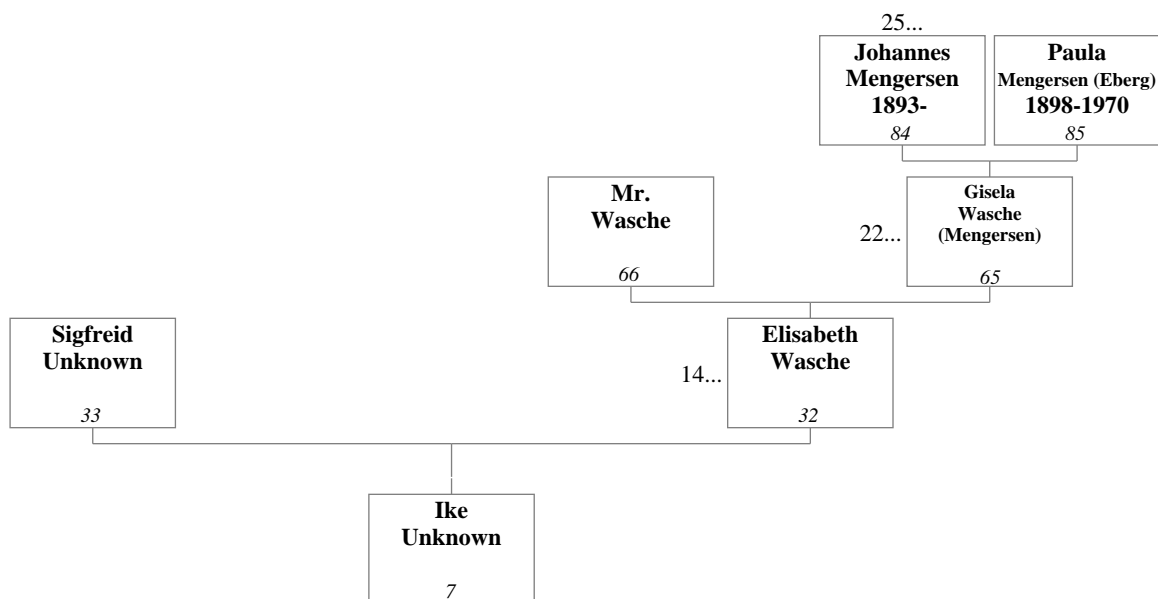 25...
Johannes
Mengersen
1893-
84
Paula
Mengersen (Eberg)
1898-1970
85
Mr.
Wasche
66
22...
Gisela
Wasche
(Mengersen)
65
Sigfreid
Unknown
33
14...
Elisabeth
Wasche
32
Ike
Unknown
7